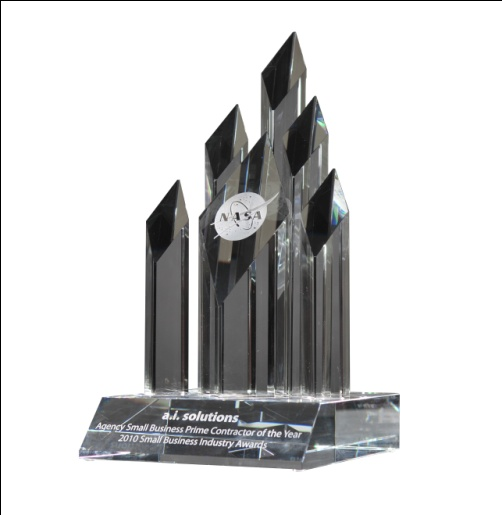 NASA
a.i. solutions
Agency Small Business Prime Contractor of the Year
2010 Small Business Industry Awards